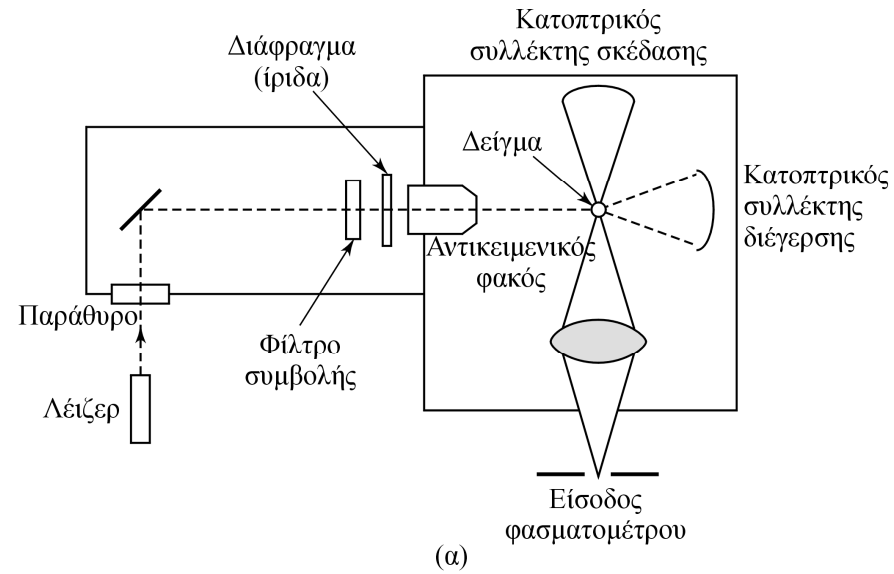 Κατοπτρικός
συλλέκτης σκέδασης
Διάφραγμα
(ίριδα)
Δείγμα
Κατοπτρικός
συλλέκτης
διέγερσης
Αντικειμενικός
φακός
Παράθυρο
Φίλτρο
συμβολής
Λέιζερ
Είσοδος
φασματομέτρου
(α)